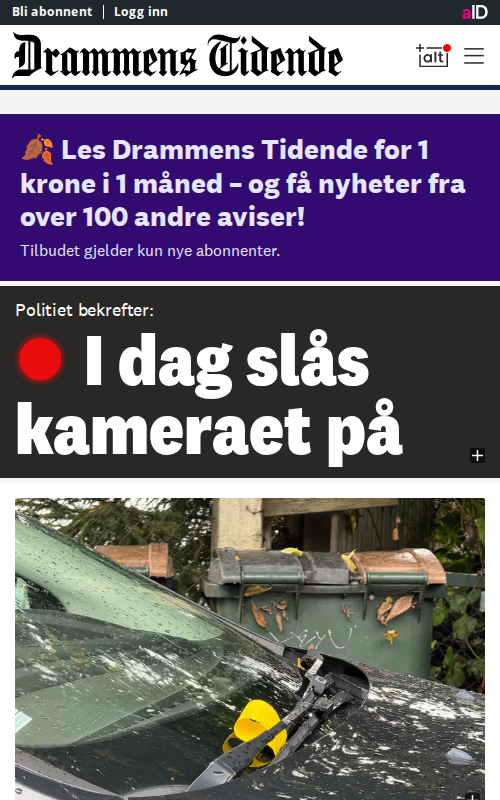 Bli abonnent | Logg inn
aID
Drammens Tidende
+alt
🍂 Les Drammens Tidende for 1
krone i 1 måned – og få nyheter fra
over 100 andre aviser!
Tilbudet gjelder kun nye abonnenter.
Politiet bekrefter:
I dag slås
kameraet på